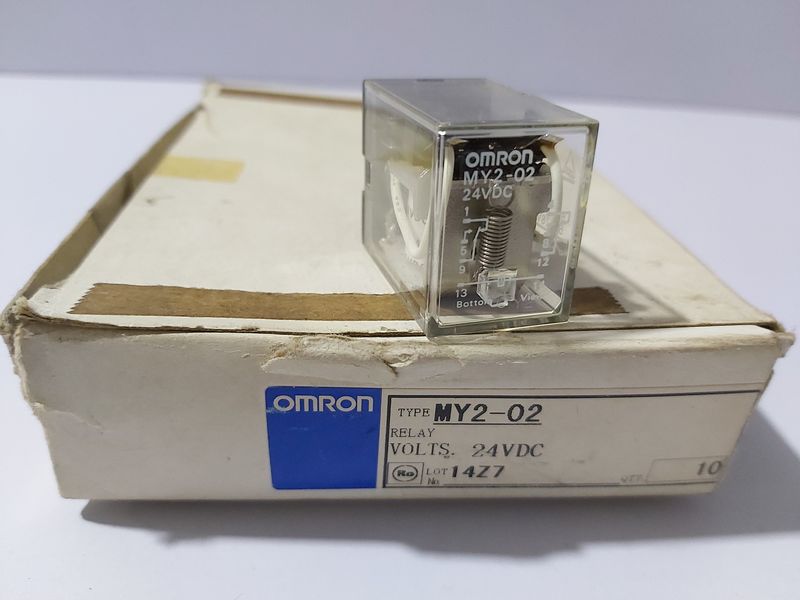 OMRON
MY2-02
24VDC
1
5
9
12
13
Bottom View
OMRON
TYPE MY2-02
RELAY
VOLTS. 24VDC
LOT No. 14Z7
QTY. 10